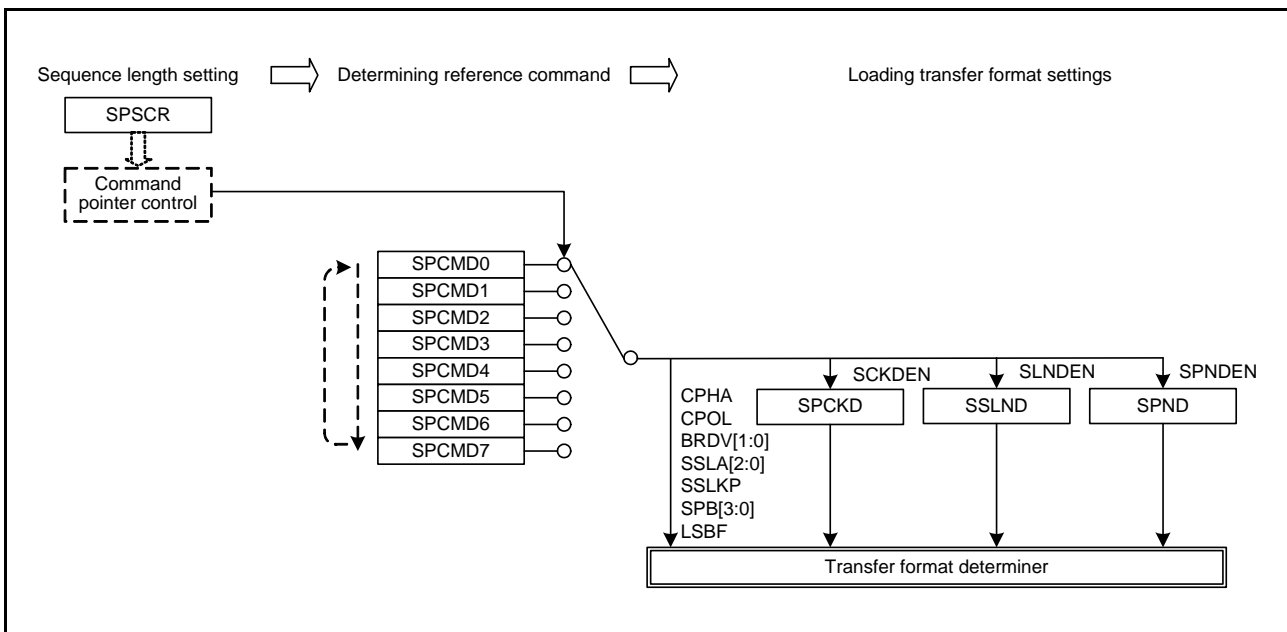 Sequence length setting
Determining reference command
Loading transfer format settings
SPSCR
Command
pointer control
SPCMD0
SPCMD1
SPCMD2
SPCMD3
SPCMD4
SPCMD5
SPCMD6
SPCMD7
CPHA
CPOL
BRDV[1:0]
SSLA[2:0]
SSLKP
SPB[3:0]
LSBF
SCKDEN
SPCKD
SLNDEN
SSLND
SPNDEN
SPND
Transfer format determiner